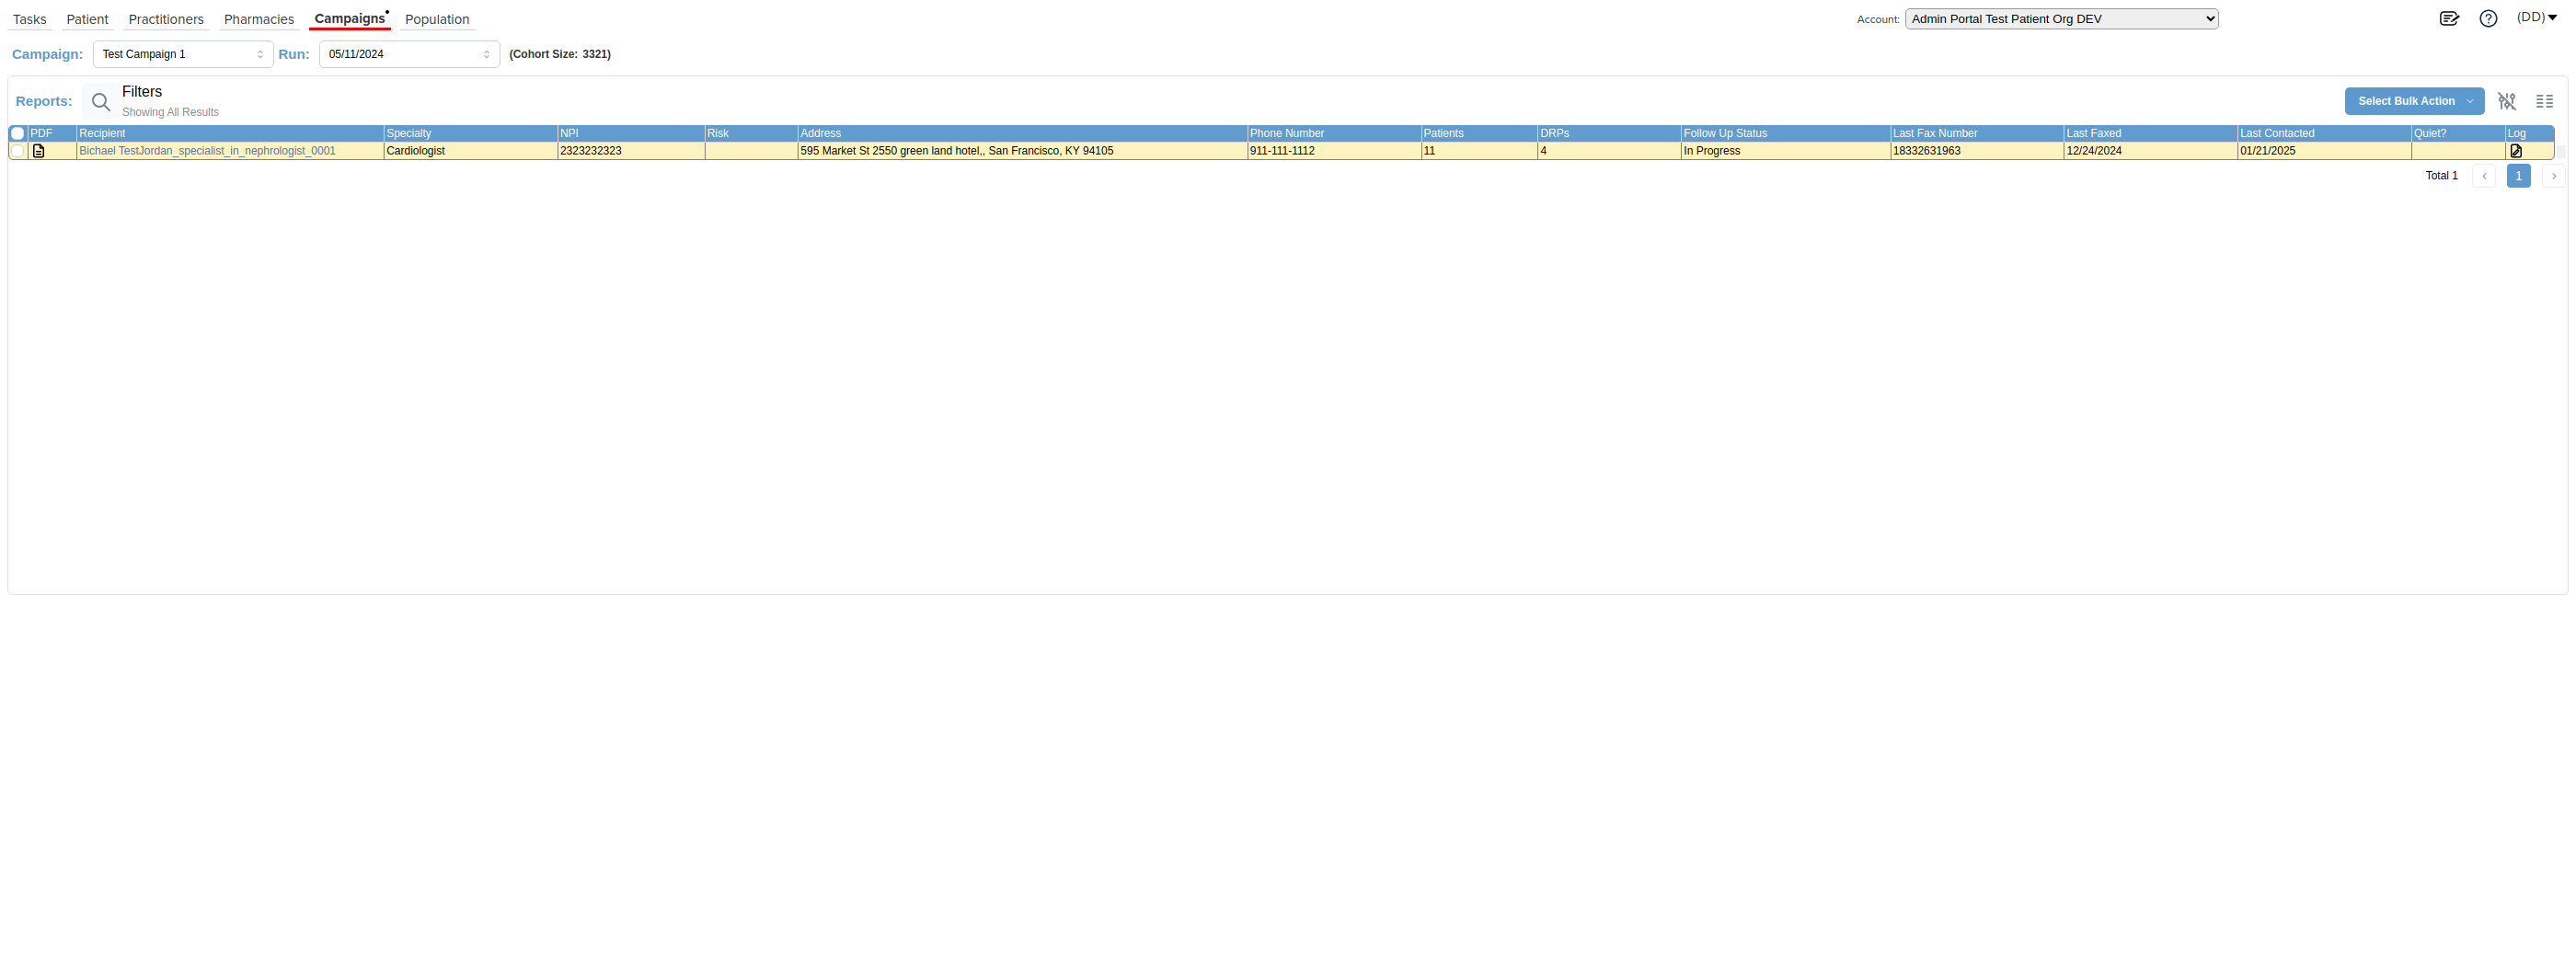 Tasks Patient Practitioners Pharmacies Campaigns Population Account: Admin Portal Test Patient Org DEV (DD)
Campaign: Test Campaign 1 Run: 05/11/2024 (Cohort Size: 3321)
Reports: Filters
Showing All Results
Select Bulk Action
PDF Recipient Specialty NPI Risk Address Phone Number Patients DRPs Follow Up Status Last Fax Number Last Faxed Last Contacted Quiet? Log
Bichael TestJordan_specialist_in_nephrologist_0001 Cardiologist 2323232323 595 Market St 2550 green land hotel,, San Francisco, KY 94105 911-111-1112 11 4 In Progress 18332631963 12/24/2024 01/21/2025
Total 1 1